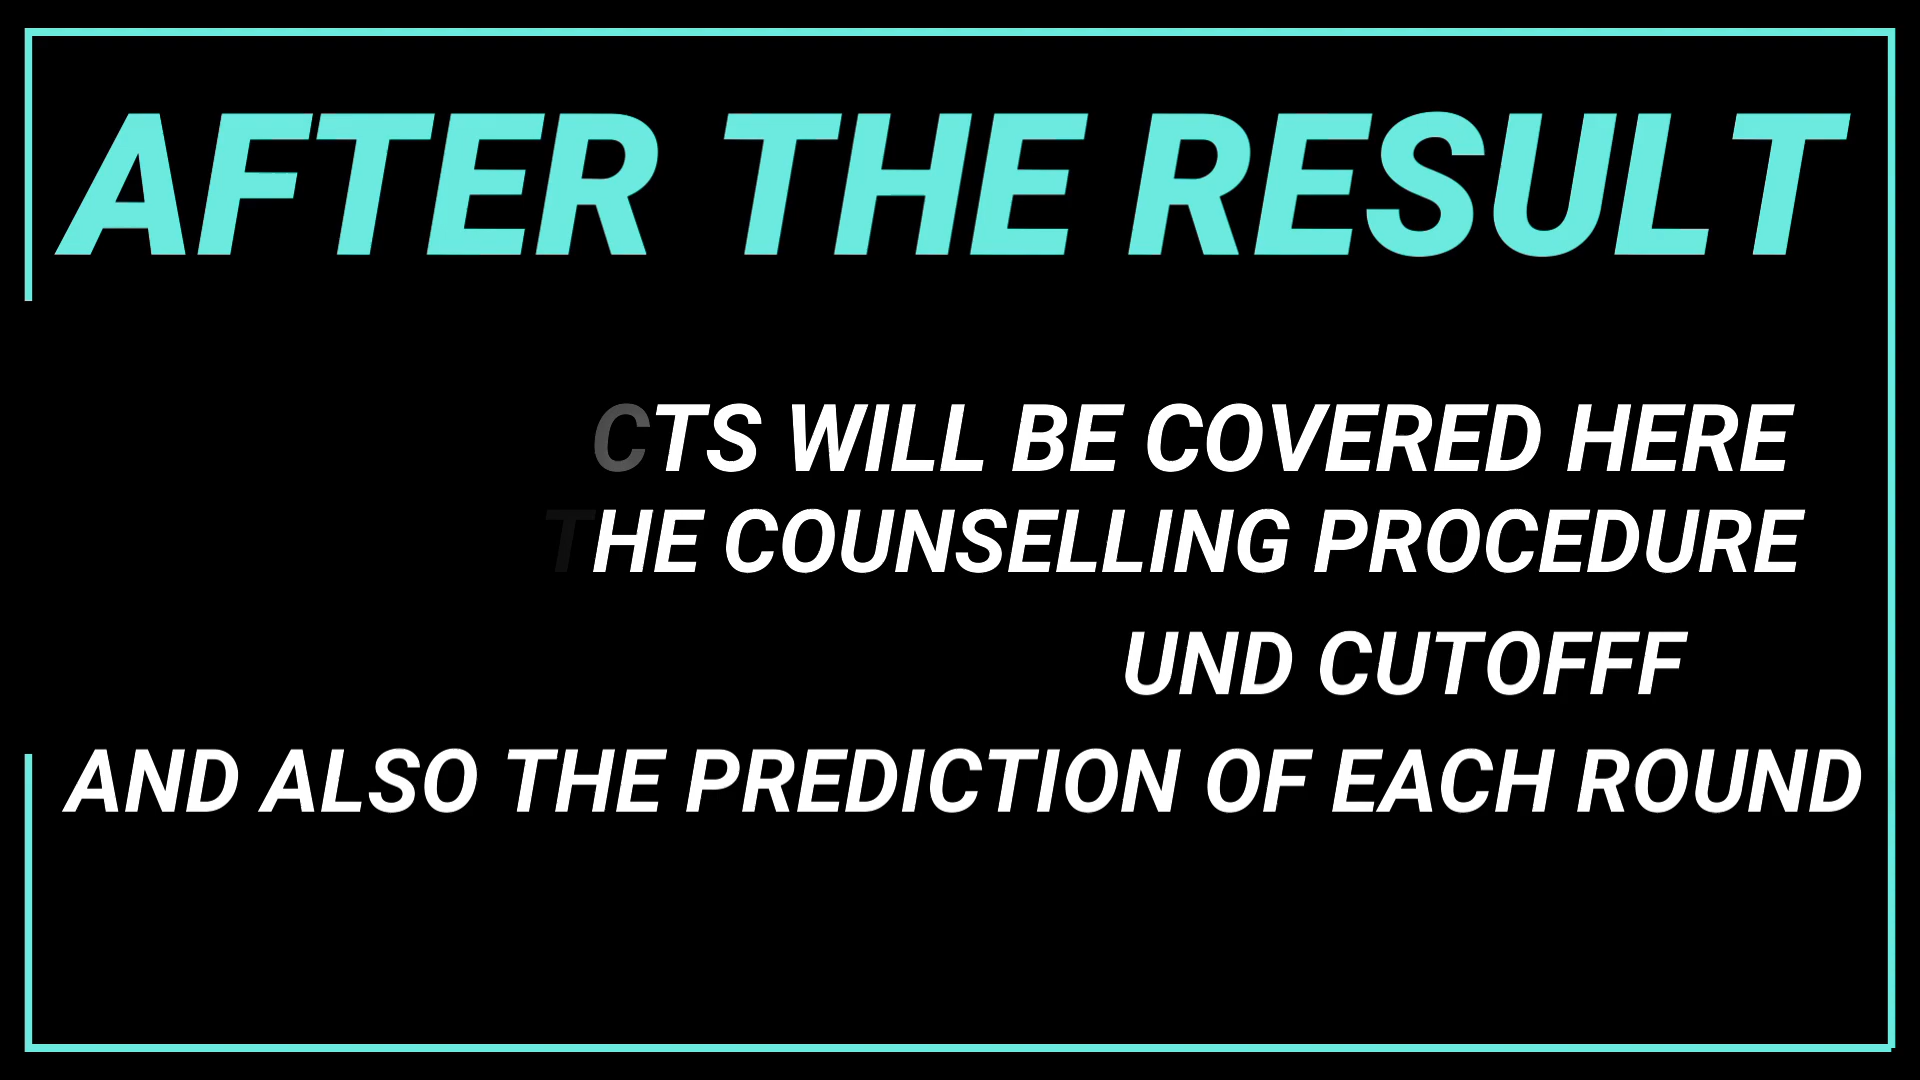 AFTER THE RESULT
CTS WILL BE COVERED HERE
THE COUNSELLING PROCEDURE
UND CUTOFFF
AND ALSO THE PREDICTION OF EACH ROUND